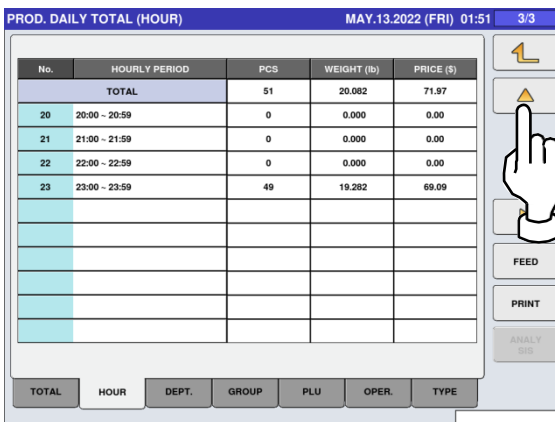 PROD. DAILY TOTAL (HOUR) MAY.13.2022 (FRI) 01:51 3/3
No. HOURLY PERIOD PCS WEIGHT (lb) PRICE ($)
TOTAL 51 20.082 71.97
20 20:00 ~ 20:59 0 0.000 0.00
21 21:00 ~ 21:59 0 0.000 0.00
22 22:00 ~ 22:59 0 0.000 0.00
23 23:00 ~ 23:59 49 19.282 69.09
FEED
PRINT
ANALY
SIS
TOTAL HOUR DEPT. GROUP PLU OPER. TYPE